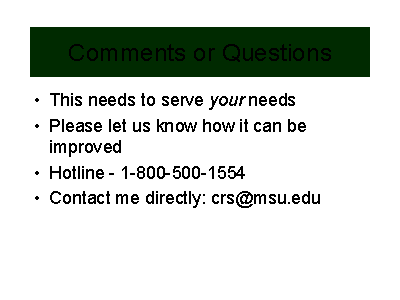 Comments or Questions
• This needs to serve your needs
• Please let us know how it can be
improved
• Hotline - 1-800-500-1554
• Contact me directly: crs@msu.edu